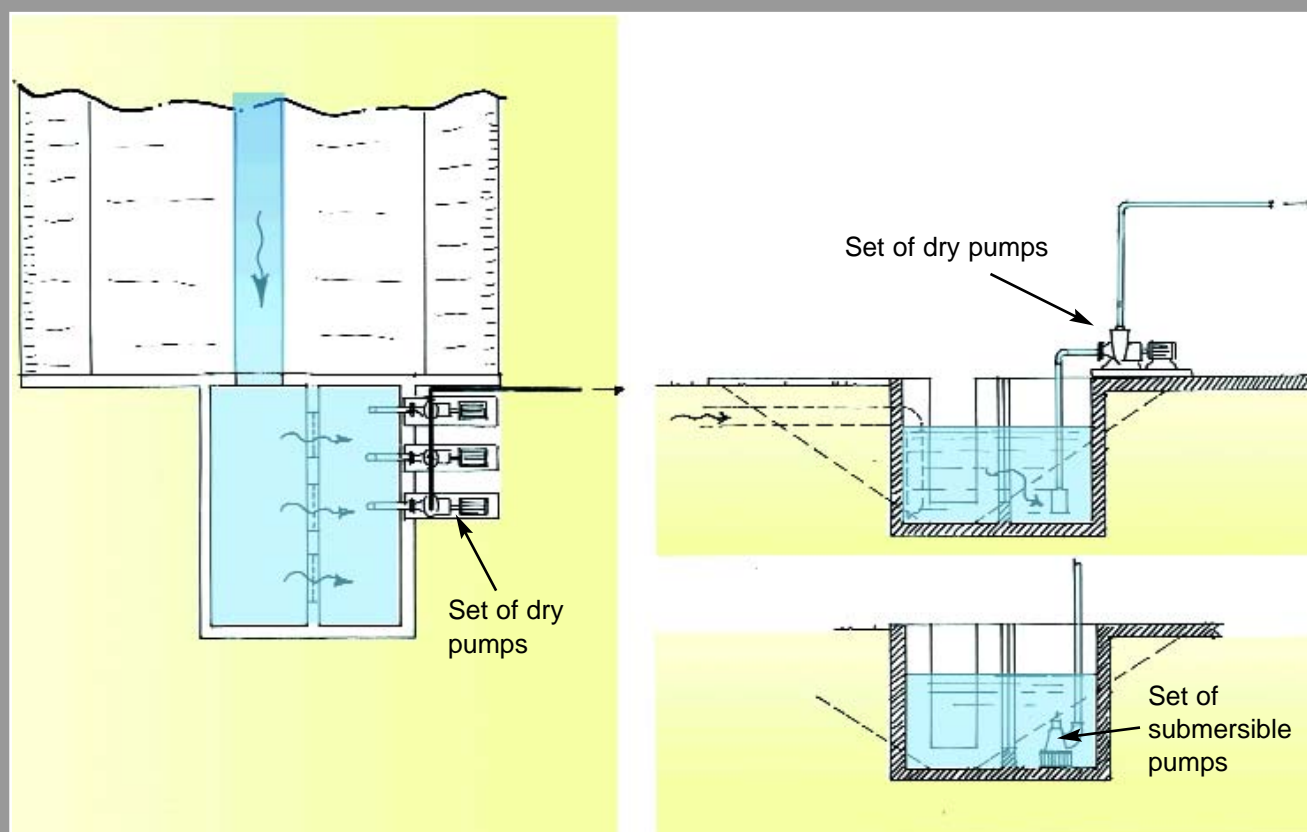 Set of dry
pumps
Set of dry pumps
Set of
submersible
pumps